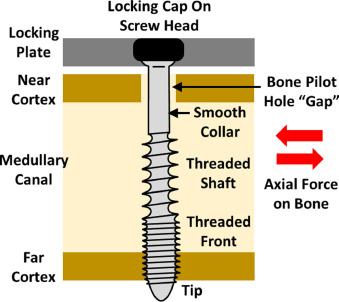 Locking Cap On
Screw Head
Locking
Plate
Near
Cortex
Bone Pilot
Hole “Gap”
Smooth
Collar
Medullary
Canal
Threaded
Shaft
Axial Force
on Bone
Threaded
Front
Far
Cortex
Tip